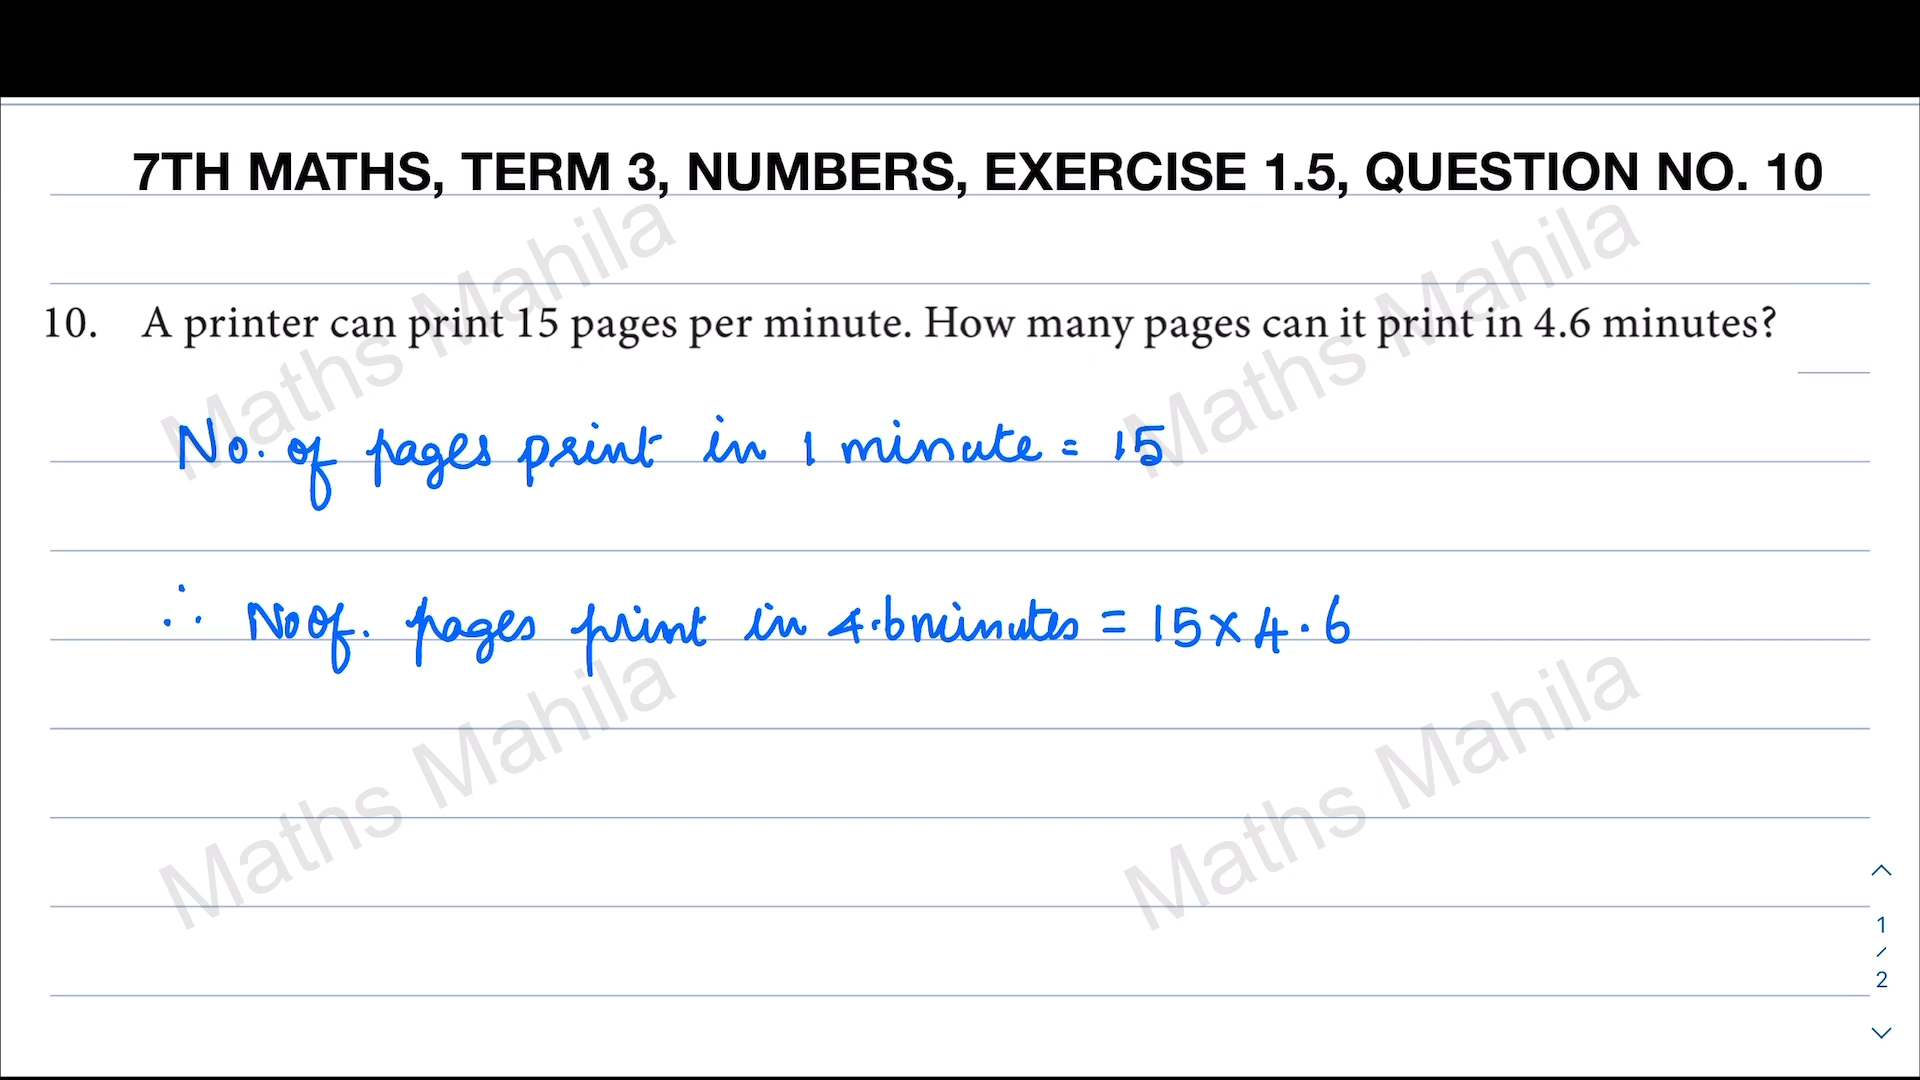 7TH MATHS, TERM 3, NUMBERS, EXERCISE 1.5, QUESTION NO. 10
10. A printer can print 15 pages per minute. How many pages can it print in 4.6 minutes?
No. of pages print in 1 minute = 15
∴ No of. pages print in 4.6 minutes = 15 × 4.6
Maths Mahila
Maths Mahila
Maths Mahila
Maths Mahila
1
/
2